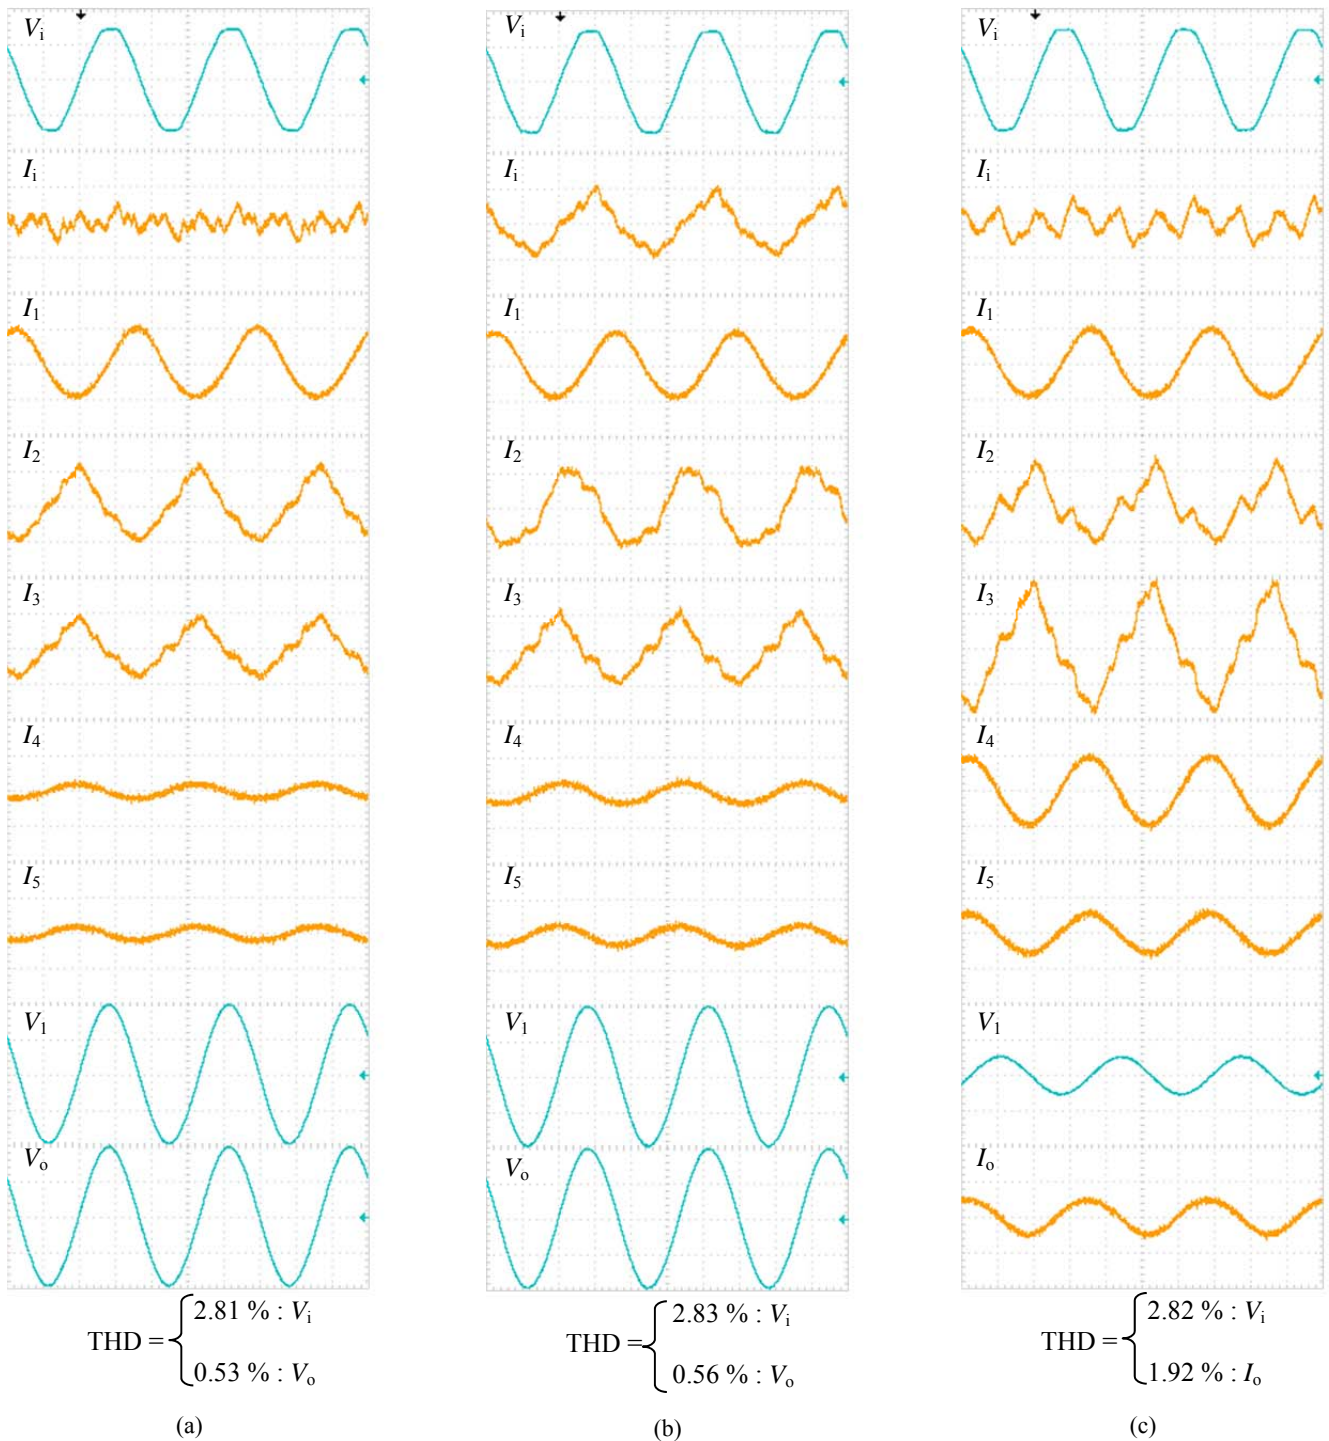 Vi
Ii
I1
I2
I3
I4
I5
V1
Vo
THD = { 2.81 % : Vi
0.53 % : Vo
(a)
Vi
Ii
I1
I2
I3
I4
I5
V1
Vo
THD = { 2.83 % : Vi
0.56 % : Vo
(b)
Vi
Ii
I1
I2
I3
I4
I5
V1
Io
THD = { 2.82 % : Vi
1.92 % : Io
(c)